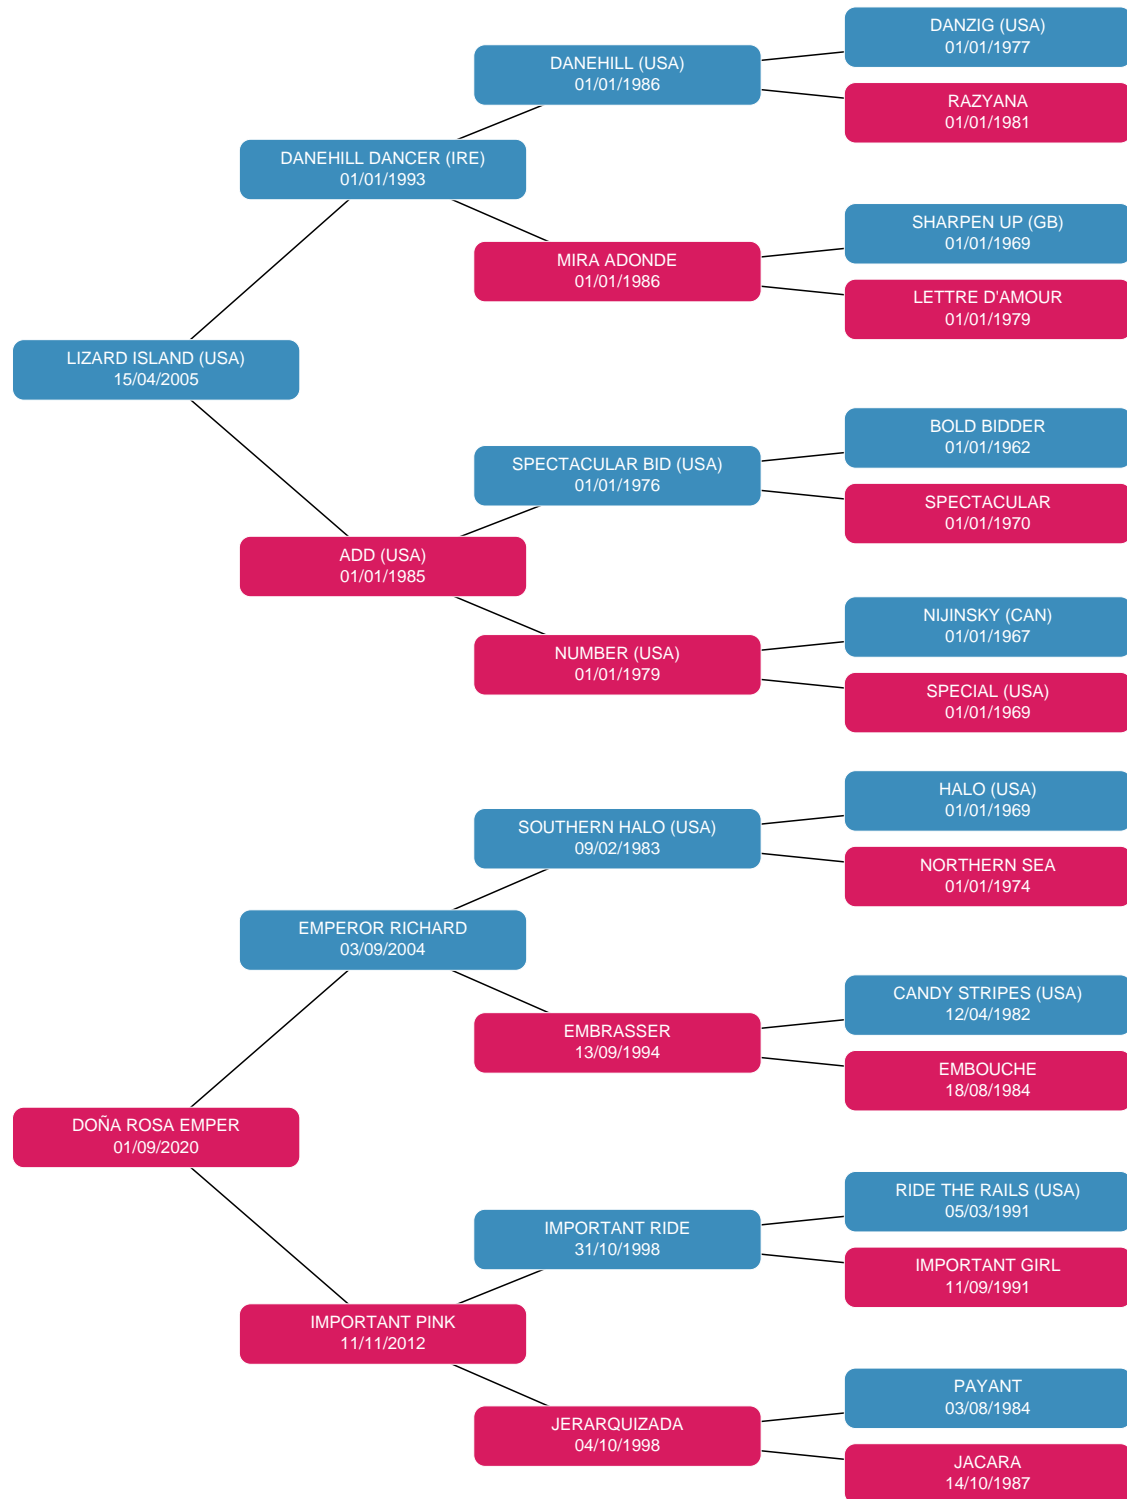 DANZIG (USA)
01/01/1977
DANEHILL (USA)
01/01/1986
RAZYANA
01/01/1981
DANEHILL DANCER (IRE)
01/01/1993
SHARPEN UP (GB)
01/01/1969
MIRA ADONDE
01/01/1986
LETTRE D'AMOUR
01/01/1979
LIZARD ISLAND (USA)
15/04/2005
BOLD BIDDER
01/01/1962
SPECTACULAR BID (USA)
01/01/1976
SPECTACULAR
01/01/1970
ADD (USA)
01/01/1985
NIJINSKY (CAN)
01/01/1967
NUMBER (USA)
01/01/1979
SPECIAL (USA)
01/01/1969
HALO (USA)
01/01/1969
SOUTHERN HALO (USA)
09/02/1983
NORTHERN SEA
01/01/1974
EMPEROR RICHARD
03/09/2004
CANDY STRIPES (USA)
12/04/1982
EMBRASSER
13/09/1994
EMBOUCHE
18/08/1984
DOÑA ROSA EMPER
01/09/2020
RIDE THE RAILS (USA)
05/03/1991
IMPORTANT RIDE
31/10/1998
IMPORTANT GIRL
11/09/1991
IMPORTANT PINK
11/11/2012
PAYANT
03/08/1984
JERARQUIZADA
04/10/1998
JACARA
14/10/1987